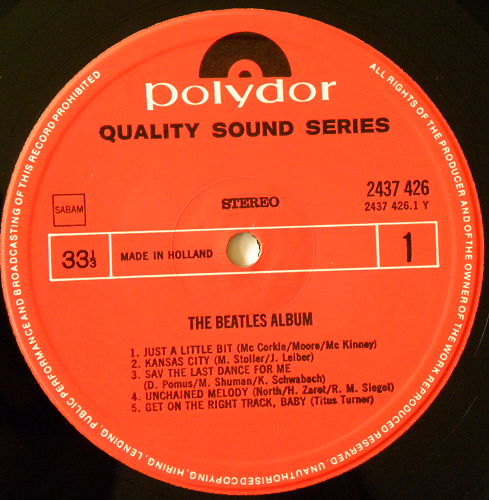 polydor
QUALITY SOUND SERIES
STEREO
2437 426
2437 426.1 Y
SABAM
33⅓
MADE IN HOLLAND
1
THE BEATLES ALBUM
1. JUST A LITTLE BIT (Mc Corkle/Moore/Mc Kinney)
2. KANSAS CITY (M. Stoller/J. Leiber)
3. SAV THE LAST DANCE FOR ME
(D. Pomus/M. Shuman/K. Schwabach)
4. UNCHAINED MELODY (North/H. Zaret/R. M. Siegel)
5. GET ON THE RIGHT TRACK, BABY (Titus Turner)
ALL RIGHTS OF THE PRODUCER AND OF THE OWNER OF THE WORK REPRODUCED RESERVED. UNAUTHORISED COPYING, HIRING, LENDING, PUBLIC PERFORMANCE AND BROADCASTING OF THIS RECORD PROHIBITED